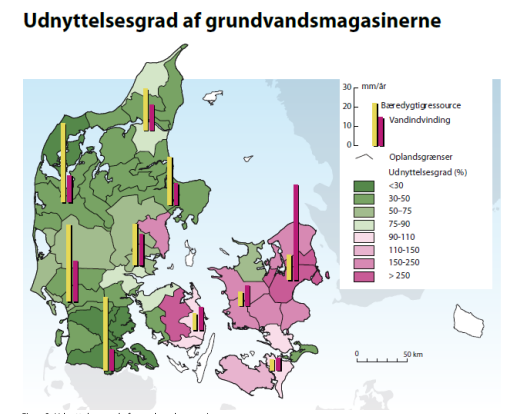 Udnyttelsesgrad af grundvandsmagasinerne
30 mm/år
20
10
0
Bæredygtigressource
Vandindvinding
Oplandsgrænser
Udnyttelsesgrad (%)
<30
30-50
50–75
75-90
90-110
110-150
150-250
> 250
0 50 km